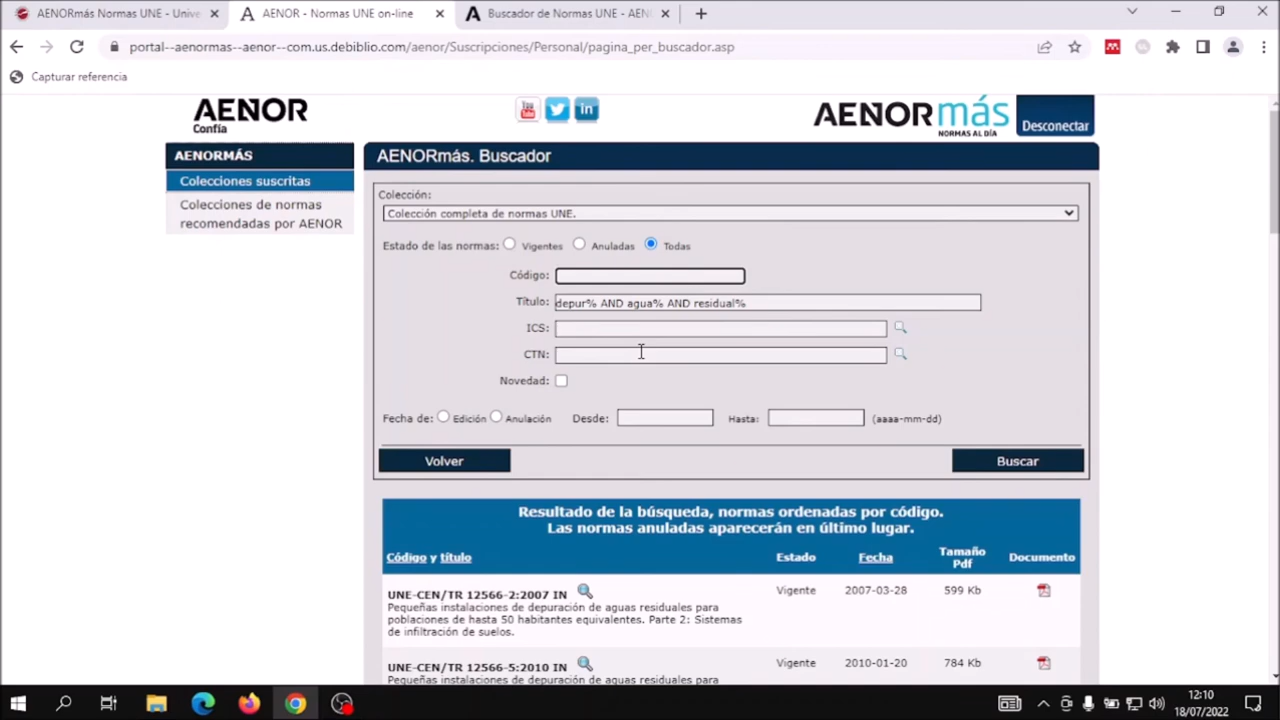 AENORmás Normas UNE - Unive
AENOR - Normas UNE on-line
Buscador de Normas UNE - AEN
portal--aenormas--aenor--com.us.debiblio.com/aenor/Suscripciones/Personal/pagina_per_buscador.asp
Capturar referencia
AENOR
Confía
You
in
AENORmás
NORMAS AL DÍA
Desconectar
AENORMÁS
Colecciones suscritas
Colecciones de normas
recomendadas por AENOR
AENORmás. Buscador
Colección:
Colección completa de normas UNE.
Estado de las normas: Vigentes Anuladas Todas
Código:
Título: depur% AND agua% AND residual%
ICS:
CTN:
Novedad:
Fecha de: Edición Anulación Desde: Hasta: (aaaa-mm-dd)
Volver
Buscar
Resultado de la búsqueda, normas ordenadas por código.
Las normas anuladas aparecerán en último lugar.
Código y título Estado Fecha Tamaño Pdf Documento
UNE-CEN/TR 12566-2:2007 IN Vigente 2007-03-28 599 Kb
Pequeñas instalaciones de depuración de aguas residuales para
poblaciones de hasta 50 habitantes equivalentes. Parte 2: Sistemas
de infiltración de suelos.
UNE-CEN/TR 12566-5:2010 IN Vigente 2010-01-20 784 Kb
Pequeñas instalaciones de depuración de aguas residuales para
12:10
18/07/2022